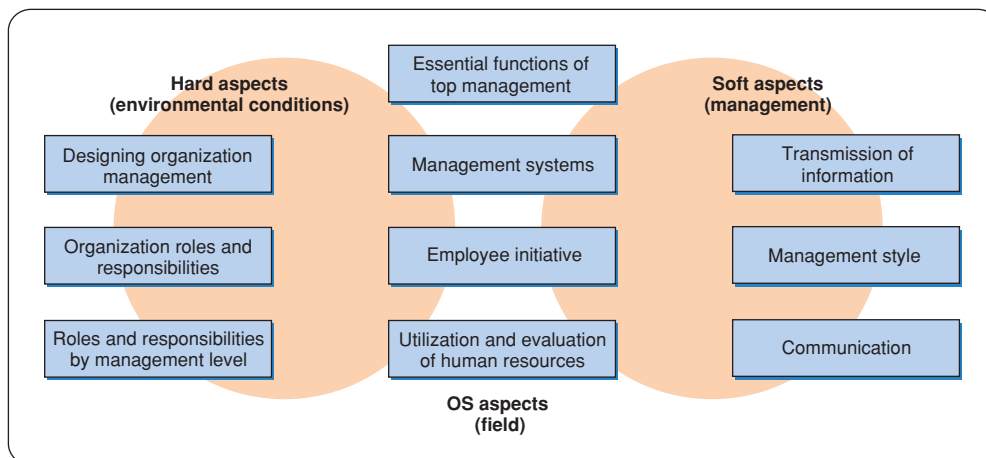 Hard aspects
(environmental conditions)
Designing organization
management
Organization roles and
responsibilities
Roles and responsibilities
by management level
Essential functions of
top management
Management systems
Employee initiative
Utilization and evaluation
of human resources
OS aspects
(field)
Soft aspects
(management)
Transmission of
information
Management style
Communication